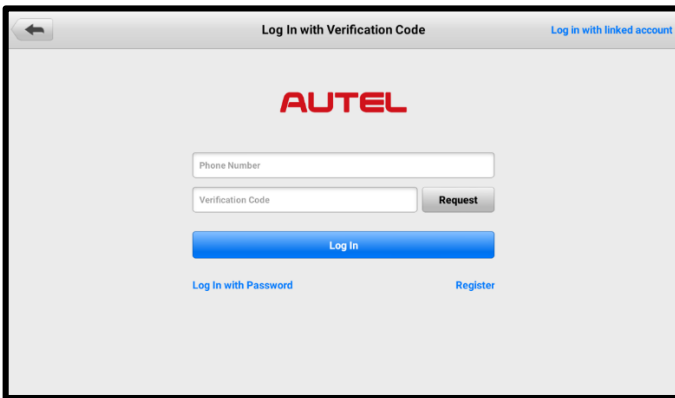 Log In with Verification Code
Log in with linked account
AUTEL
Phone Number
Verification Code
Request
Log In
Log In with Password
Register